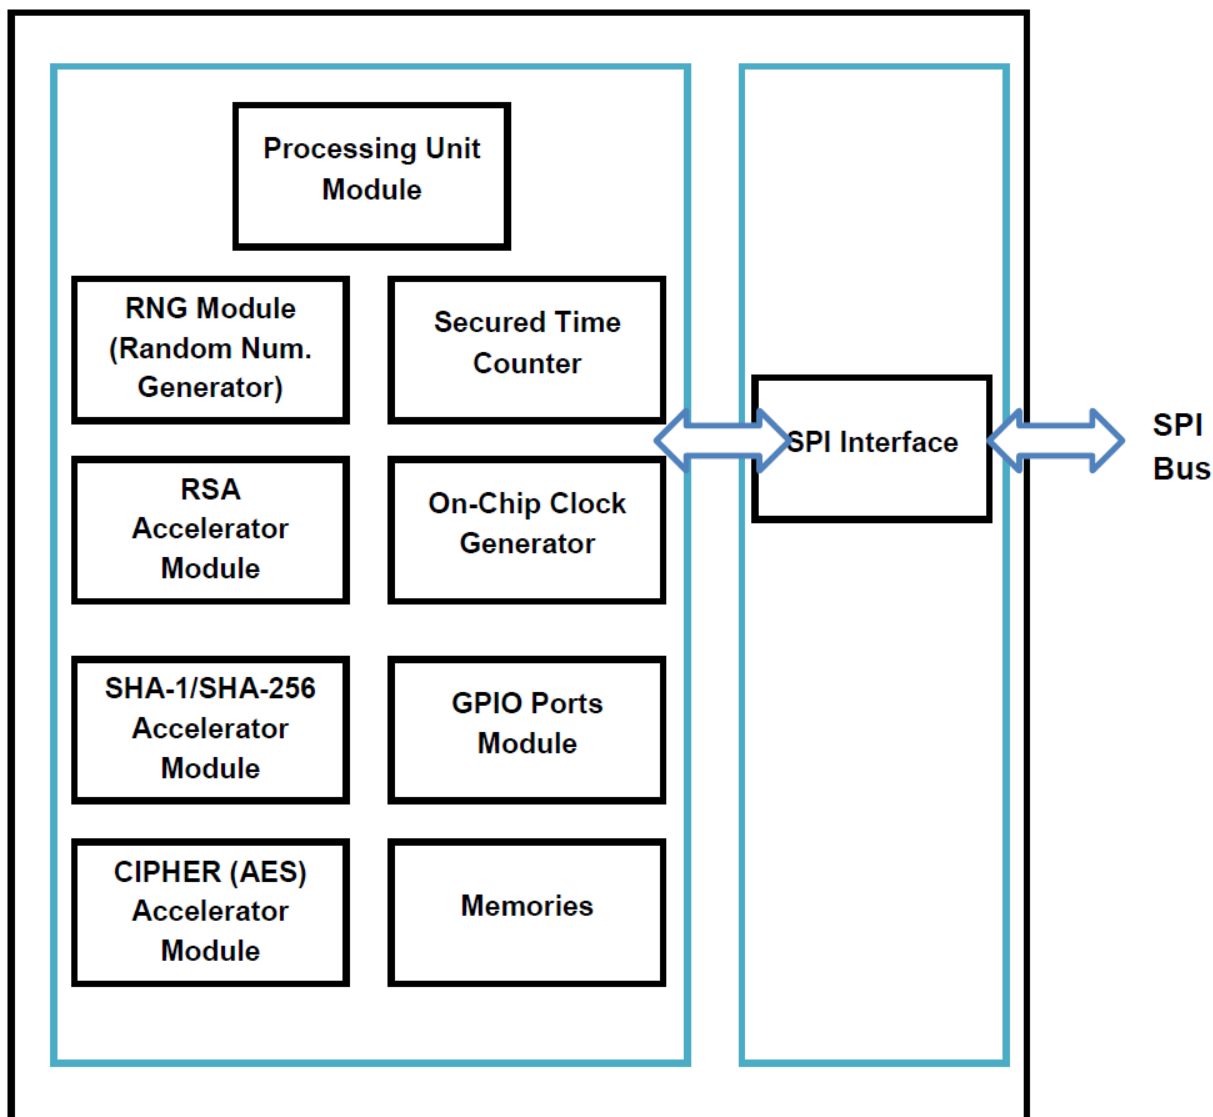 Processing Unit
Module
RNG Module
(Random Num.
Generator)
Secured Time
Counter
RSA
Accelerator
Module
On-Chip Clock
Generator
SHA-1/SHA-256
Accelerator
Module
GPIO Ports
Module
CIPHER (AES)
Accelerator
Module
Memories
SPI Interface
SPI
Bus